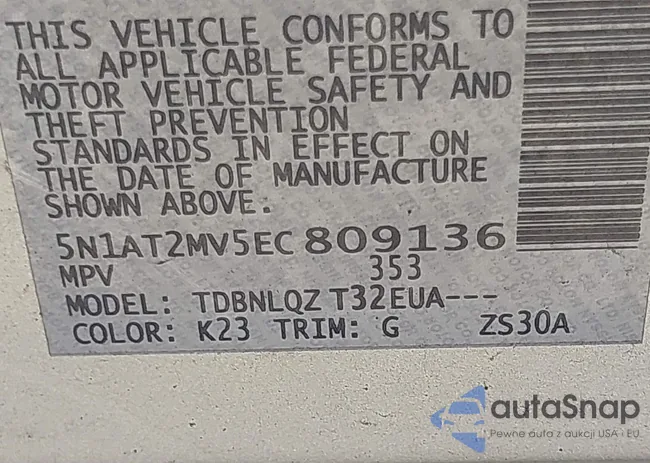 THIS VEHICLE CONFORMS TO
ALL APPLICABLE FEDERAL
MOTOR VEHICLE SAFETY AND
THEFT PREVENTION
STANDARDS IN EFFECT ON
THE DATE OF MANUFACTURE
SHOWN ABOVE.
5N1AT2MV5EC809136
MPV 353
MODEL: TDBNLQZ T32EUA---
COLOR: K23 TRIM: G ZS30A
autaSnap
Pewne auta z aukcji USA i EU